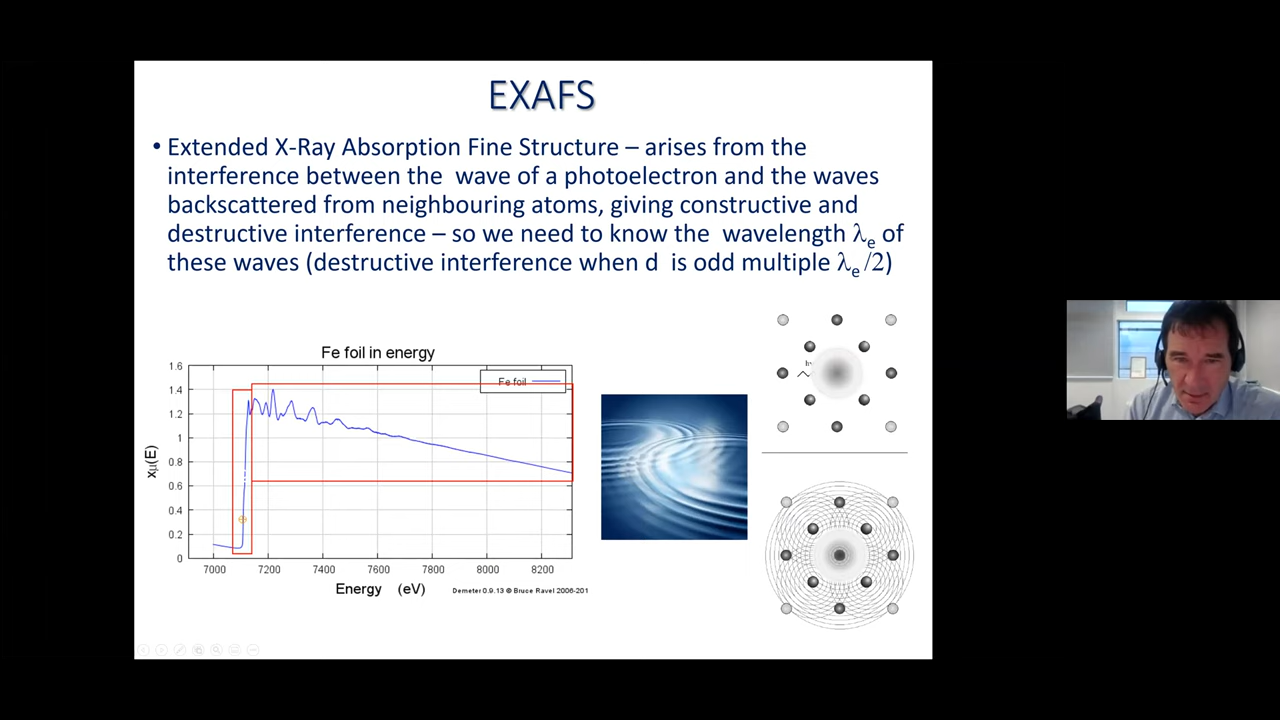 EXAFS
• Extended X-Ray Absorption Fine Structure – arises from the
interference between the wave of a photoelectron and the waves
backscattered from neighbouring atoms, giving constructive and
destructive interference – so we need to know the wavelength λe of
these waves (destructive interference when d is odd multiple λe /2)
Fe foil in energy
Fe foil
xμ(E)
1.6
1.4
1.2
1
0.8
0.6
0.4
0.2
0
7000 7200 7400 7600 7800 8000 8200
Energy (eV)
Demeter 0.9.13 © Bruce Ravel 2006-201